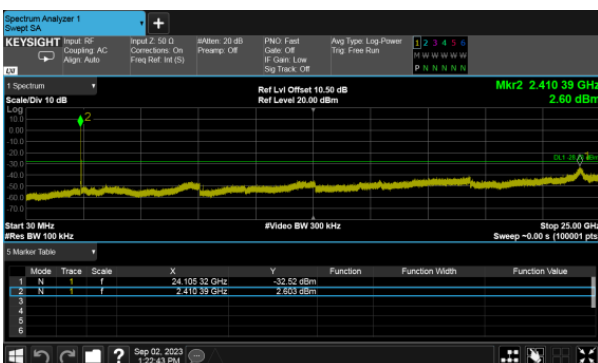 Spectrum Analyzer 1
Swept SA
+
KEYSIGHT Input: RF Input Z: 50 Ω #Atten: 20 dB PNO: Fast Avg Type: Log-Power 1 2 3 4 5 6
Coupling: AC Corrections: On Preamp: Off Gate: Off Trig: Free Run M W W W W W
Align: Auto Freq Ref: Int (S) IF Gain: Low P N N N N N
Sig Track: Off
LXI
1 Spectrum Ref Lvl Offset 10.50 dB Mkr2 2.410 39 GHz
Scale/Div 10 dB Ref Level 20.00 dBm 2.60 dBm
Log
10.0
0.00
-10.0
-20.0
-30.0
-40.0
-50.0
-60.0
-70.0
2
Start 30 MHz #Video BW 300 kHz Stop 25.00 GHz
#Res BW 100 kHz Sweep ~0.00 s (100001 pts
5 Marker Table
Mode Trace Scale X Y Function Function Width Function Value
1 N 1 f 24.105 32 GHz -32.52 dBm
2 N 1 f 2.410 39 GHz 2.603 dBm
3
4
5
6
? Sep 02, 2023
1:22:43 PM